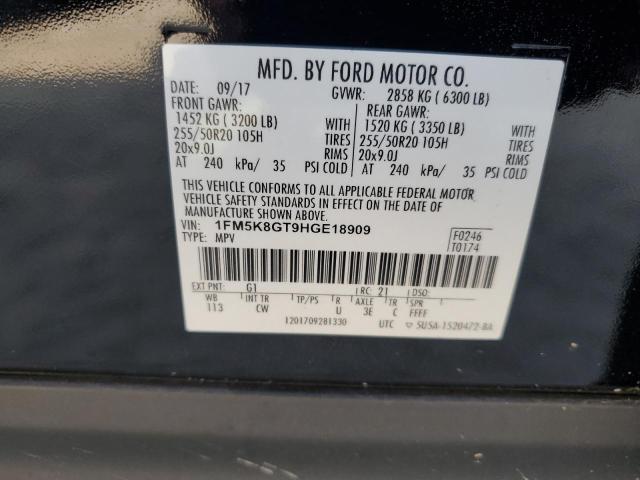 MFD. BY FORD MOTOR CO.
DATE: 09/17 GVWR: 2858 KG ( 6300 LB)
FRONT GAWR: REAR GAWR:
1452 KG ( 3200 LB) WITH 1520 KG ( 3350 LB) WITH
255/50R20 105H TIRES 255/50R20 105H TIRES
20x9.0J RIMS 20x9.0J RIMS
AT 240 kPa/ 35 PSI COLD AT 240 kPa/ 35 PSI COLD
THIS VEHICLE CONFORMS TO ALL APPLICABLE FEDERAL MOTOR
VEHICLE SAFETY STANDARDS IN EFFECT ON THE DATE OF
MANUFACTURE SHOWN ABOVE.
VIN: 1FM5K8GT9HGE18909 F0246
TYPE: MPV T0174
EXT PNT: G1 RC: 21 DSO:
WB INT TR TP/PS R AXLE TR SPR
113 CW U 3E C FFFF
1201709281330 UTC ▽ 5USA-1520472-BA